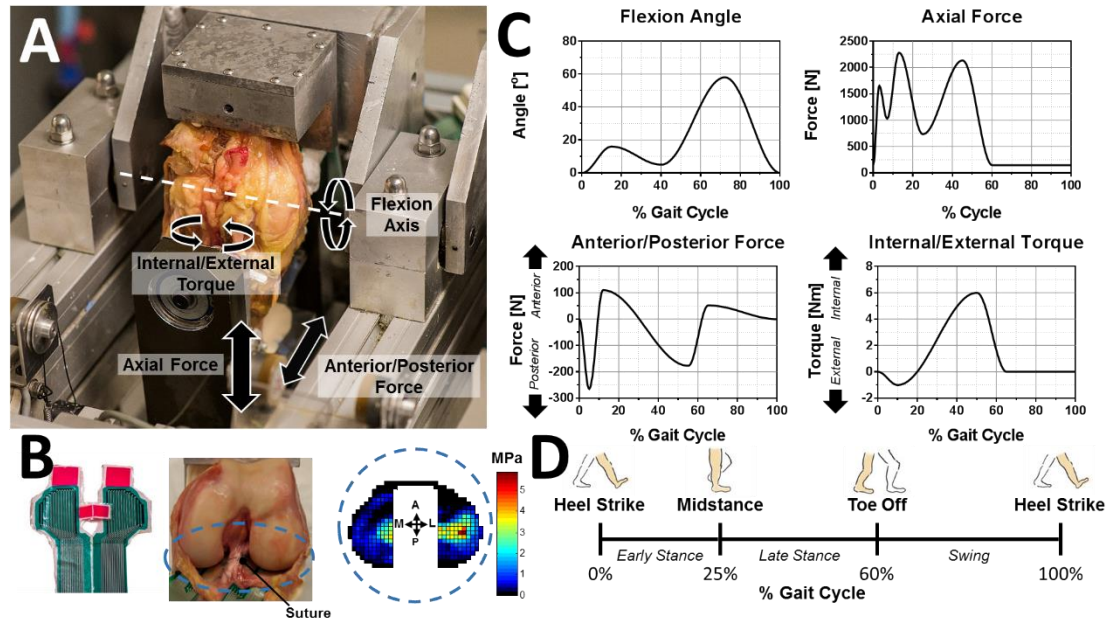 A
Flexion
Axis
Internal/External
Torque
Axial Force
Anterior/Posterior
Force
B
Suture
MPa
A
M
L
P
5
4
3
2
1
0
C
Flexion Angle
Angle [º]
80
60
40
20
0
0 20 40 60 80 100
% Gait Cycle
Axial Force
Force [N]
2500
2250
2000
1750
1500
1250
1000
750
500
250
0
0 20 40 60 80 100
% Cycle
Anterior/Posterior Force
Force [N]
Posterior Anterior
200
100
0
-100
-200
-300
0 20 40 60 80 100
% Gait Cycle
Internal/External Torque
Torque [Nm]
External Internal
8
6
4
2
0
-2
0 20 40 60 80 100
% Gait Cycle
D
Heel Strike Midstance Toe Off Heel Strike
Early Stance Late Stance Swing
0% 25% 60% 100%
% Gait Cycle